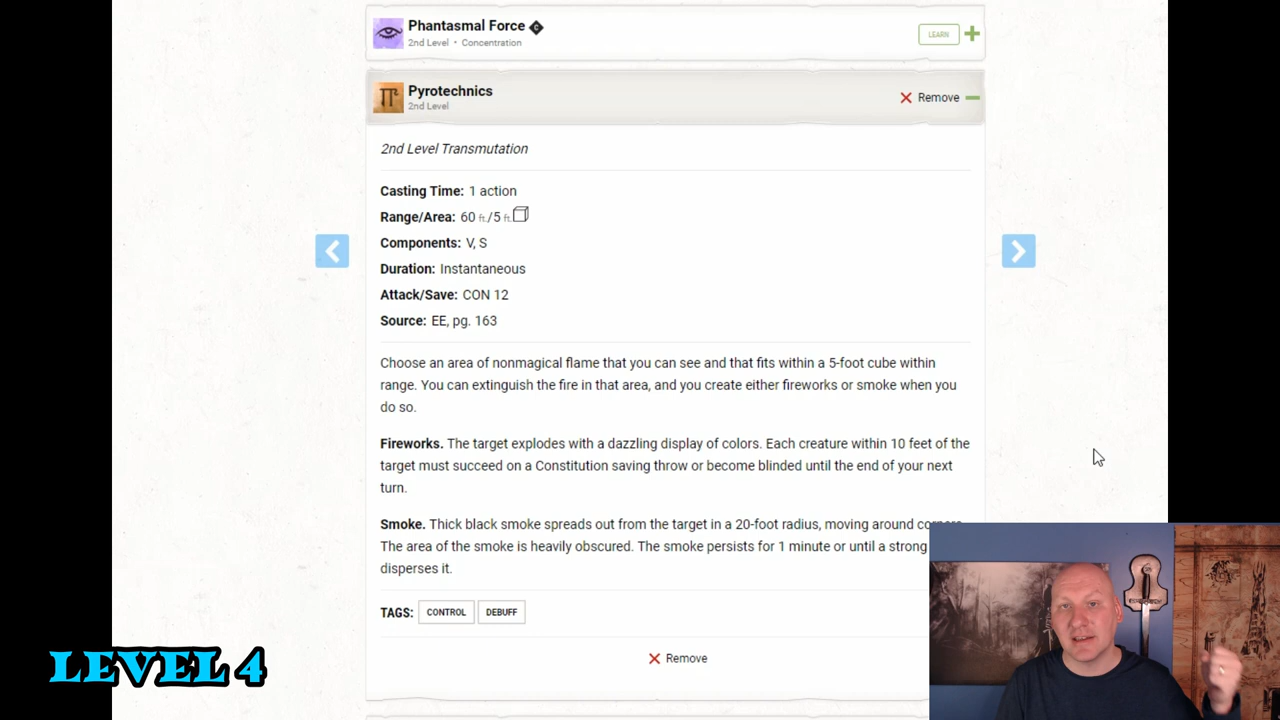 Phantasmal Force C
2nd Level • Concentration
LEARN
Pyrotechnics
2nd Level
Remove
2nd Level Transmutation
Casting Time: 1 action
Range/Area: 60 ft./5 ft.
Components: V, S
Duration: Instantaneous
Attack/Save: CON 12
Source: EE, pg. 163
Choose an area of nonmagical flame that you can see and that fits within a 5-foot cube within
range. You can extinguish the fire in that area, and you create either fireworks or smoke when you
do so.
Fireworks. The target explodes with a dazzling display of colors. Each creature within 10 feet of the
target must succeed on a Constitution saving throw or become blinded until the end of your next
turn.
Smoke. Thick black smoke spreads out from the target in a 20-foot radius, moving around corners.
The area of the smoke is heavily obscured. The smoke persists for 1 minute or until a strong
disperses it.
TAGS: CONTROL DEBUFF
Remove
LEVEL 4